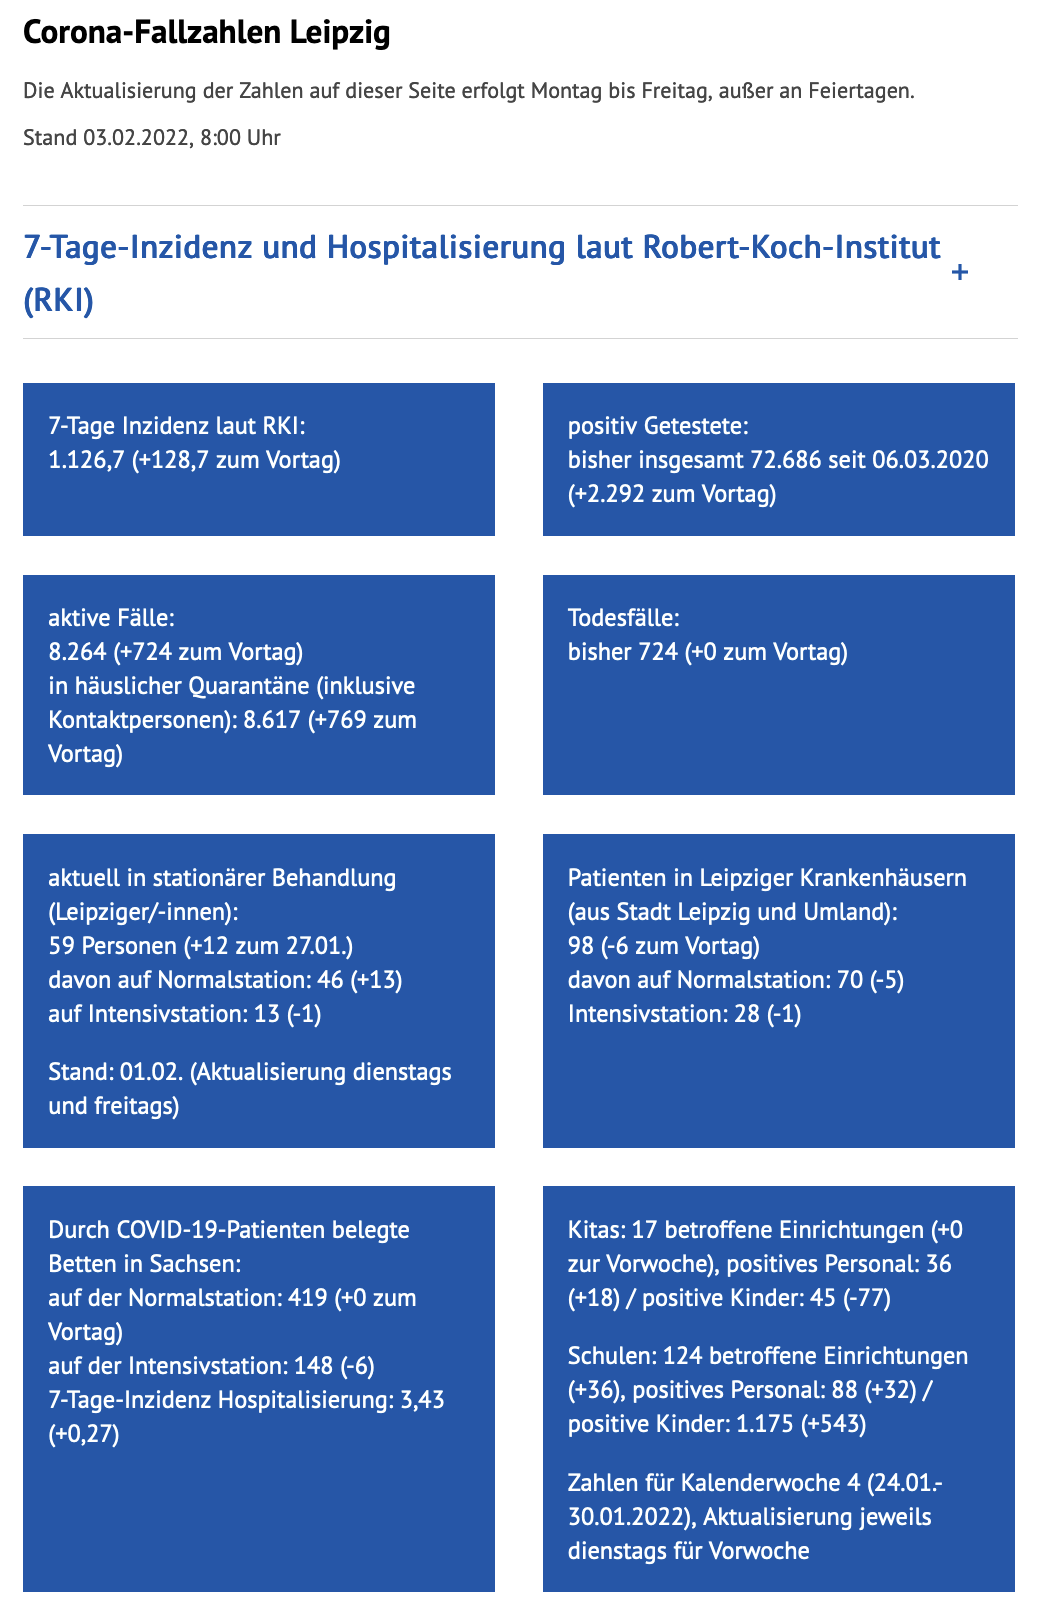 Corona-Fallzahlen Leipzig
Die Aktualisierung der Zahlen auf dieser Seite erfolgt Montag bis Freitag, außer an Feiertagen.
Stand 03.02.2022, 8:00 Uhr
7-Tage-Inzidenz und Hospitalisierung laut Robert-Koch-Institut
(RKI)
+
7-Tage Inzidenz laut RKI:
1.126,7 (+128,7 zum Vortag)
positiv Getestete:
bisher insgesamt 72.686 seit 06.03.2020
(+2.292 zum Vortag)
aktive Fälle:
8.264 (+724 zum Vortag)
in häuslicher Quarantäne (inklusive
Kontaktpersonen): 8.617 (+769 zum
Vortag)
Todesfälle:
bisher 724 (+0 zum Vortag)
aktuell in stationärer Behandlung
(Leipziger/-innen):
59 Personen (+12 zum 27.01.)
davon auf Normalstation: 46 (+13)
auf Intensivstation: 13 (-1)
Stand: 01.02. (Aktualisierung dienstags
und freitags)
Patienten in Leipziger Krankenhäusern
(aus Stadt Leipzig und Umland):
98 (-6 zum Vortag)
davon auf Normalstation: 70 (-5)
Intensivstation: 28 (-1)
Durch COVID-19-Patienten belegte
Betten in Sachsen:
auf der Normalstation: 419 (+0 zum
Vortag)
auf der Intensivstation: 148 (-6)
7-Tage-Inzidenz Hospitalisierung: 3,43
(+0,27)
Kitas: 17 betroffene Einrichtungen (+0
zur Vorwoche), positives Personal: 36
(+18) / positive Kinder: 45 (-77)
Schulen: 124 betroffene Einrichtungen
(+36), positives Personal: 88 (+32) /
positive Kinder: 1.175 (+543)
Zahlen für Kalenderwoche 4 (24.01.-
30.01.2022), Aktualisierung jeweils
dienstags für Vorwoche